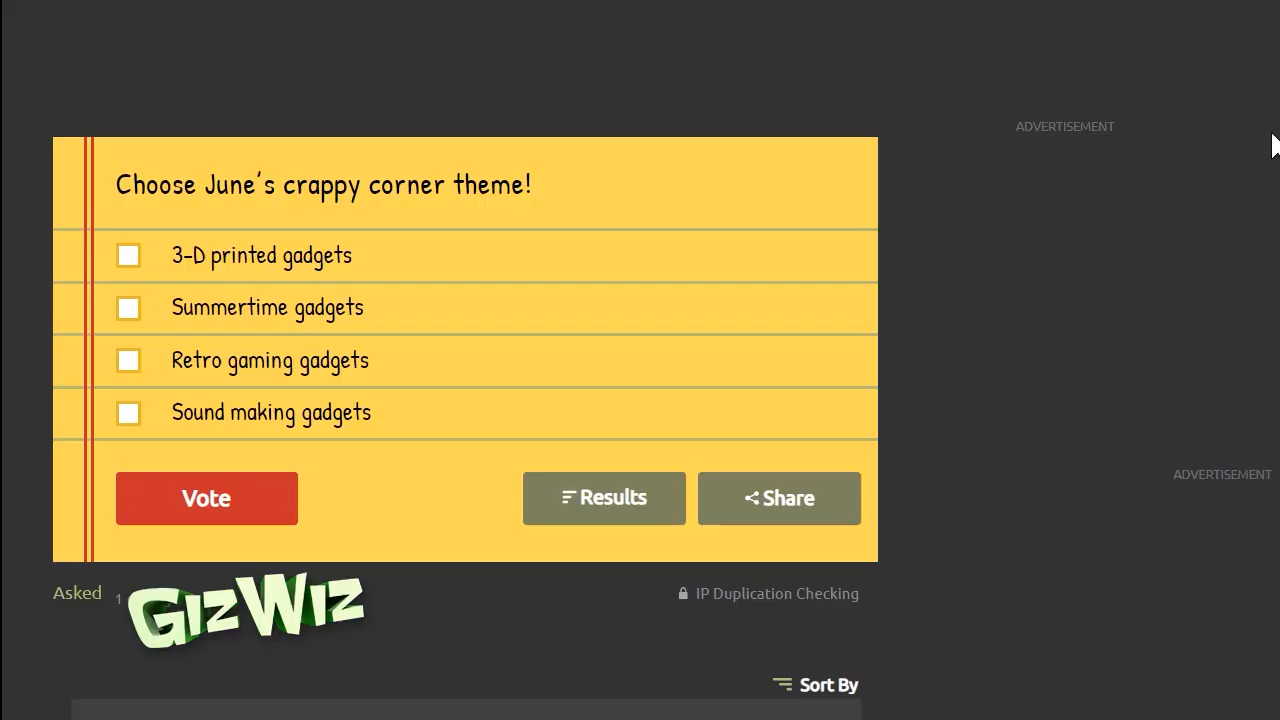 ADVERTISEMENT
Choose June's crappy corner theme!
3-D printed gadgets
Summertime gadgets
Retro gaming gadgets
Sound making gadgets
Vote
Results
Share
ADVERTISEMENT
Asked 1
GizWiz
IP Duplication Checking
Sort By